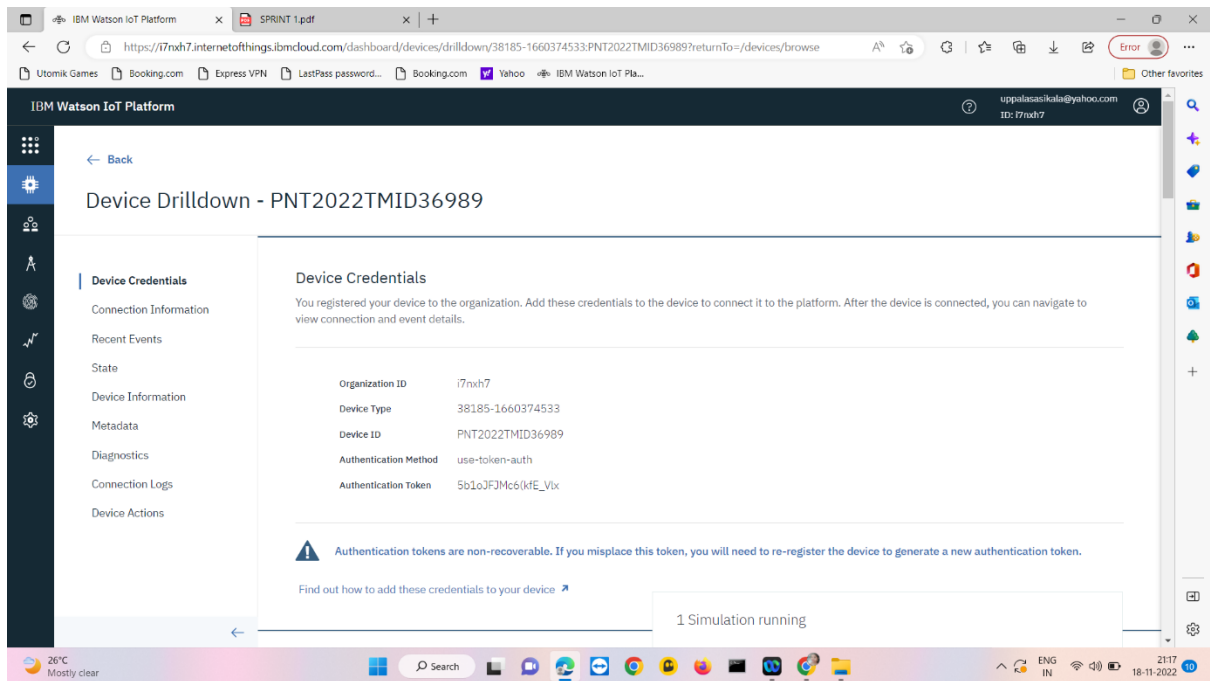 IBM Watson IoT Platform
SPRINT 1.pdf
https://i7nxh7.internetofthings.ibmcloud.com/dashboard/devices/drilldown/38185-1660374533:PNT2022TMID36989?returnTo=/devices/browse
Error
Utomik Games
Booking.com
Express VPN
LastPass password...
Booking.com
Yahoo
IBM Watson IoT Pla...
Other favorites
IBM Watson IoT Platform
uppalasasikala@yahoo.com
ID: i7nxh7
Back
Device Drilldown - PNT2022TMID36989
Device Credentials
Connection Information
Recent Events
State
Device Information
Metadata
Diagnostics
Connection Logs
Device Actions
Device Credentials
You registered your device to the organization. Add these credentials to the device to connect it to the platform. After the device is connected, you can navigate to
view connection and event details.
Organization ID i7nxh7
Device Type 38185-1660374533
Device ID PNT2022TMID36989
Authentication Method use-token-auth
Authentication Token 5b1oJFJMc6(kfE_Vlx
Authentication tokens are non-recoverable. If you misplace this token, you will need to re-register the device to generate a new authentication token.
Find out how to add these credentials to your device
1 Simulation running
26°C
Mostly clear
Search
ENG
IN
21:17
18-11-2022
10